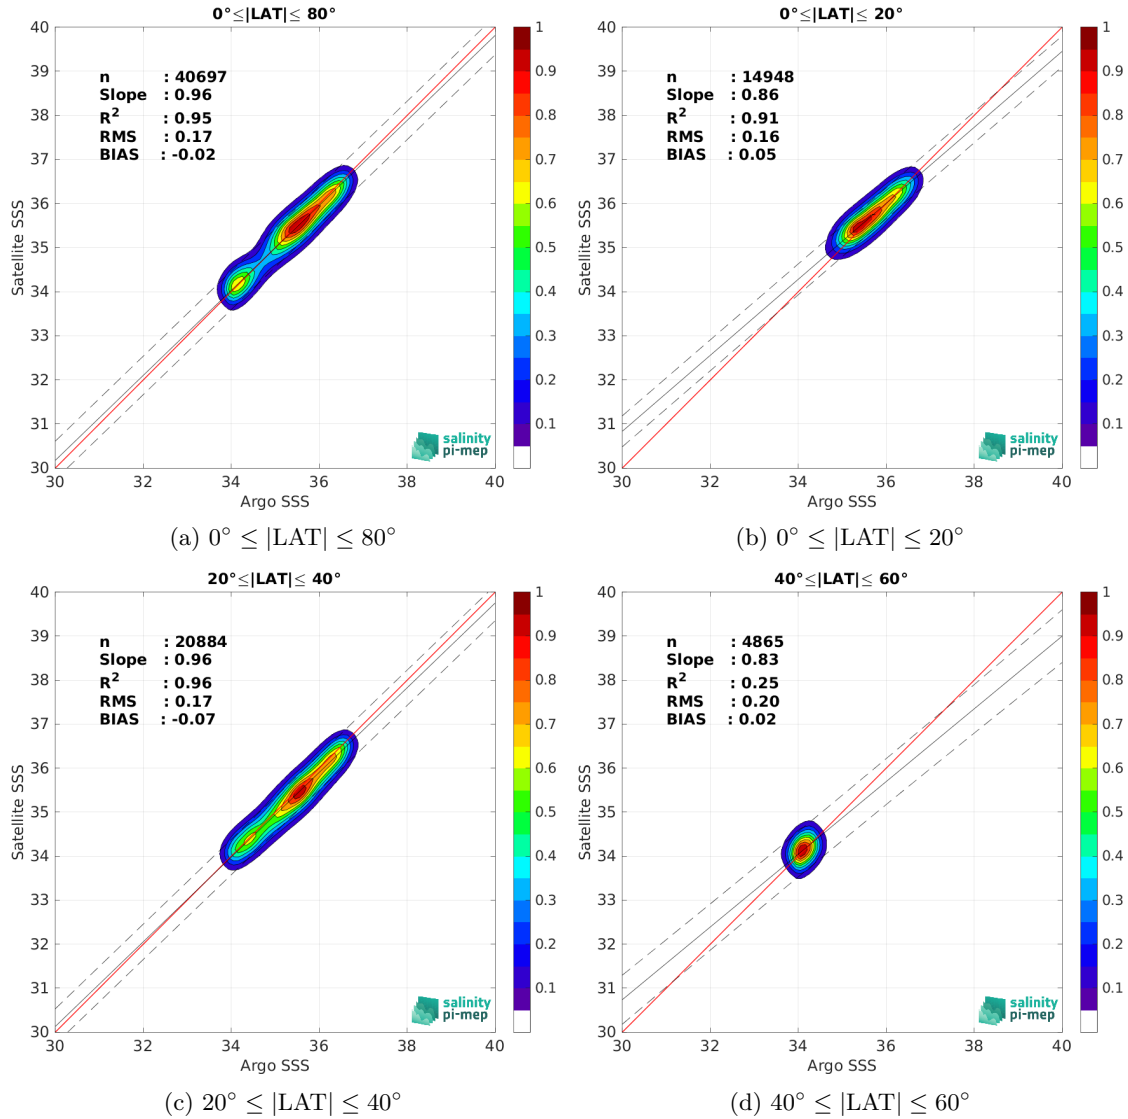 0°≤|LAT|≤ 80°
n : 40697
Slope : 0.96
R² : 0.95
RMS : 0.17
BIAS : -0.02
40
39
38
37
36
35
34
33
32
31
30
Satellite SSS
30 32 34 36 38 40
Argo SSS
1
0.9
0.8
0.7
0.6
0.5
0.4
0.3
0.2
0.1
salinity
pi-mep
(a) 0° ≤ |LAT| ≤ 80°
0°≤|LAT|≤ 20°
n : 14948
Slope : 0.86
R² : 0.91
RMS : 0.16
BIAS : 0.05
40
39
38
37
36
35
34
33
32
31
30
Satellite SSS
30 32 34 36 38 40
Argo SSS
1
0.9
0.8
0.7
0.6
0.5
0.4
0.3
0.2
0.1
salinity
pi-mep
(b) 0° ≤ |LAT| ≤ 20°
20°≤|LAT|≤ 40°
n : 20884
Slope : 0.96
R² : 0.96
RMS : 0.17
BIAS : -0.07
40
39
38
37
36
35
34
33
32
31
30
Satellite SSS
30 32 34 36 38 40
Argo SSS
1
0.9
0.8
0.7
0.6
0.5
0.4
0.3
0.2
0.1
salinity
pi-mep
(c) 20° ≤ |LAT| ≤ 40°
40°≤|LAT|≤ 60°
n : 4865
Slope : 0.83
R² : 0.25
RMS : 0.20
BIAS : 0.02
40
39
38
37
36
35
34
33
32
31
30
Satellite SSS
30 32 34 36 38 40
Argo SSS
1
0.9
0.8
0.7
0.6
0.5
0.4
0.3
0.2
0.1
salinity
pi-mep
(d) 40° ≤ |LAT| ≤ 60°